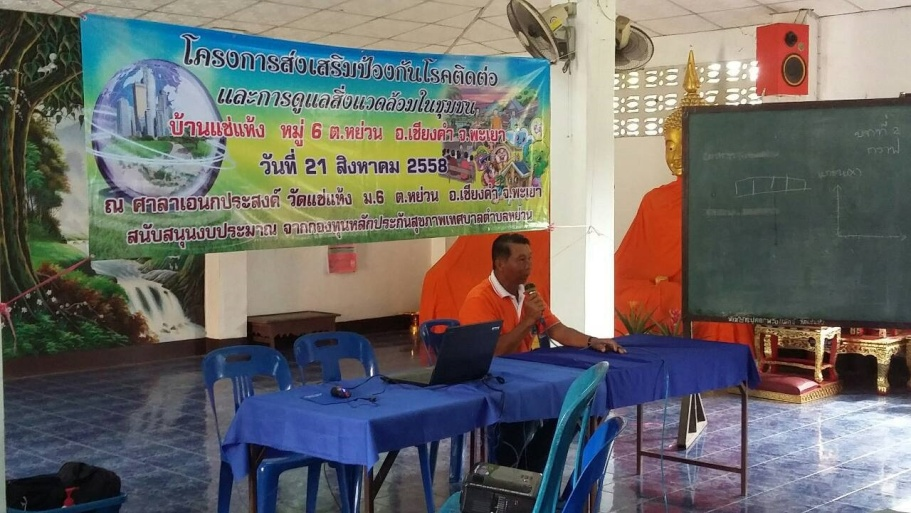 โครงการส่งเสริมป้องกันโรคติดต่อ
และการดูแลสิ่งแวดล้อมในชุมชน
บ้านแช่แห้ง หมู่ 6 ต.หย่วน อ.เชียงคำ จ.พะเยา
วันที่ 21 สิงหาคม 2558
ณ ศาลาเอนกประสงค์ วัดแช่แห้ง ม.6 ต.หย่วน อ.เชียงคำ จ.พะเยา
สนับสนุนงบประมาณ จากกองทุนหลักประกันสุขภาพเทศบาลตำบลหย่วน
บทที่ 2